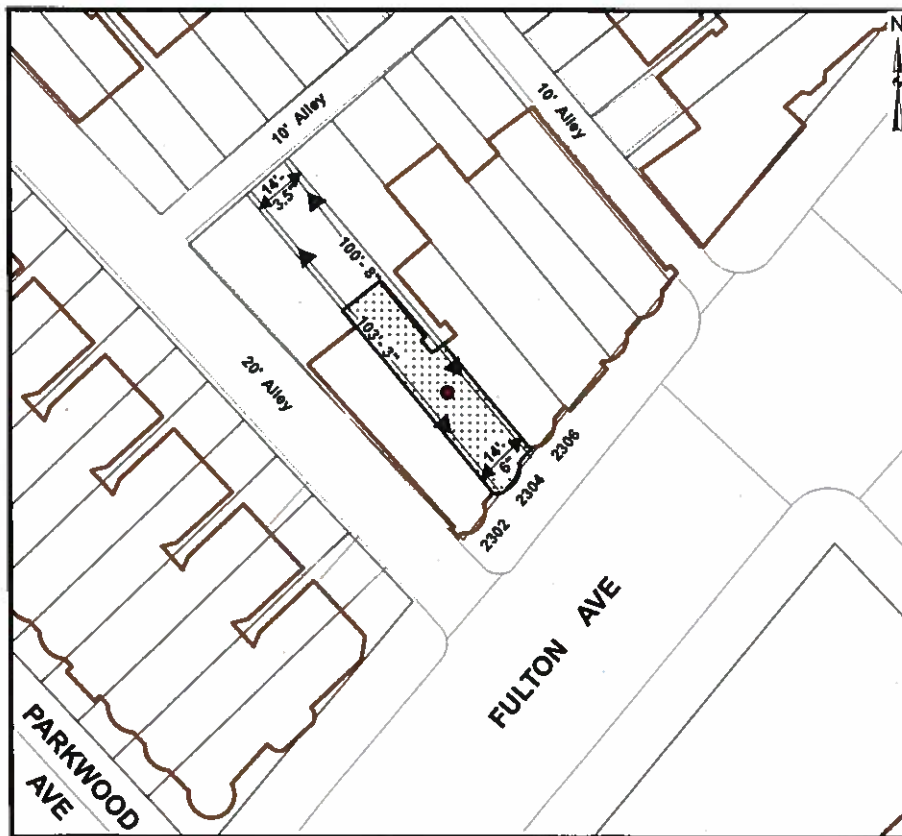 N
10' Alley
10' Alley
14'-
3.5"
100'- 8"
103'- 3"
20' Alley
14'-
6"
2306
2304
2302
FULTON AVE
PARKWOOD
AVE